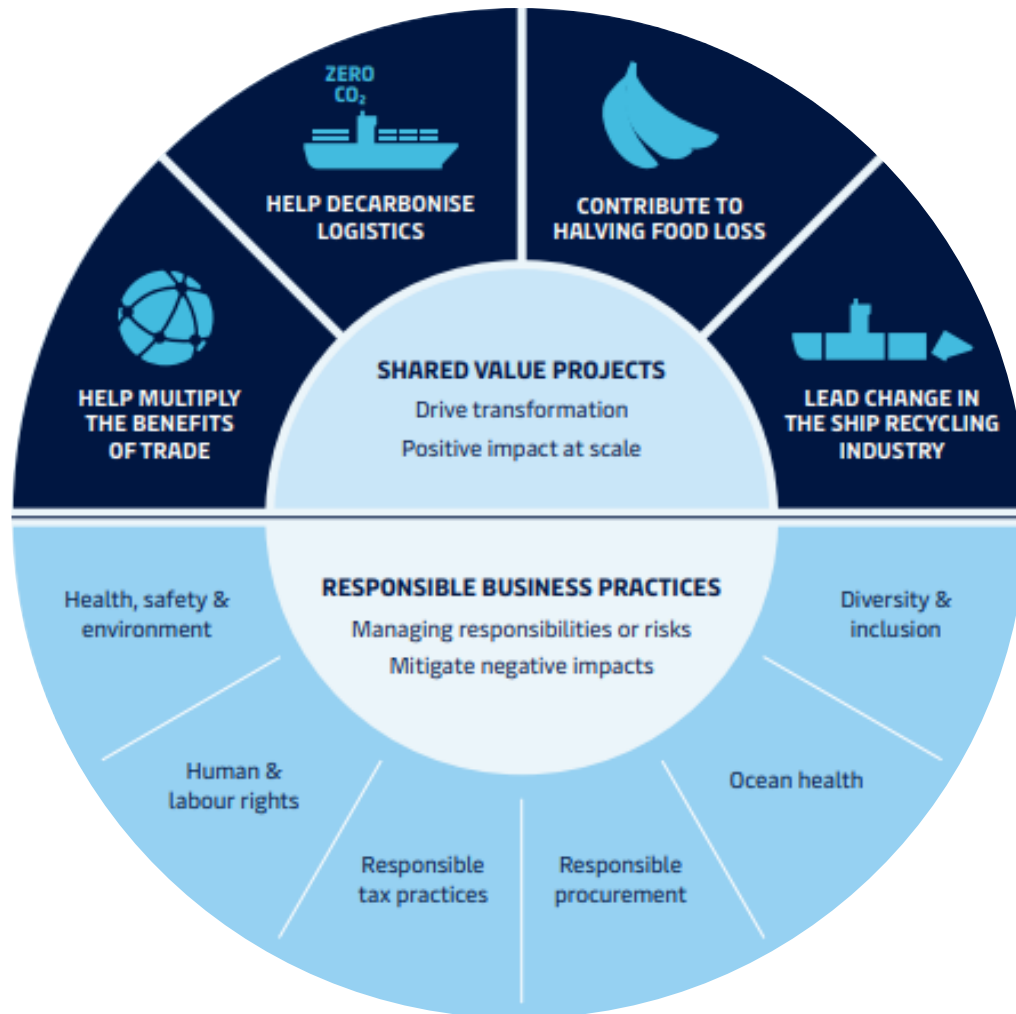 ZERO
CO₂
HELP DECARBONISE
LOGISTICS
CONTRIBUTE TO
HALVING FOOD LOSS
HELP MULTIPLY
THE BENEFITS
OF TRADE
LEAD CHANGE IN
THE SHIP RECYCLING
INDUSTRY
SHARED VALUE PROJECTS
Drive transformation
Positive impact at scale
RESPONSIBLE BUSINESS PRACTICES
Managing responsibilities or risks
Mitigate negative impacts
Health, safety &
environment
Human &
labour rights
Responsible
tax practices
Responsible
procurement
Ocean health
Diversity &
inclusion